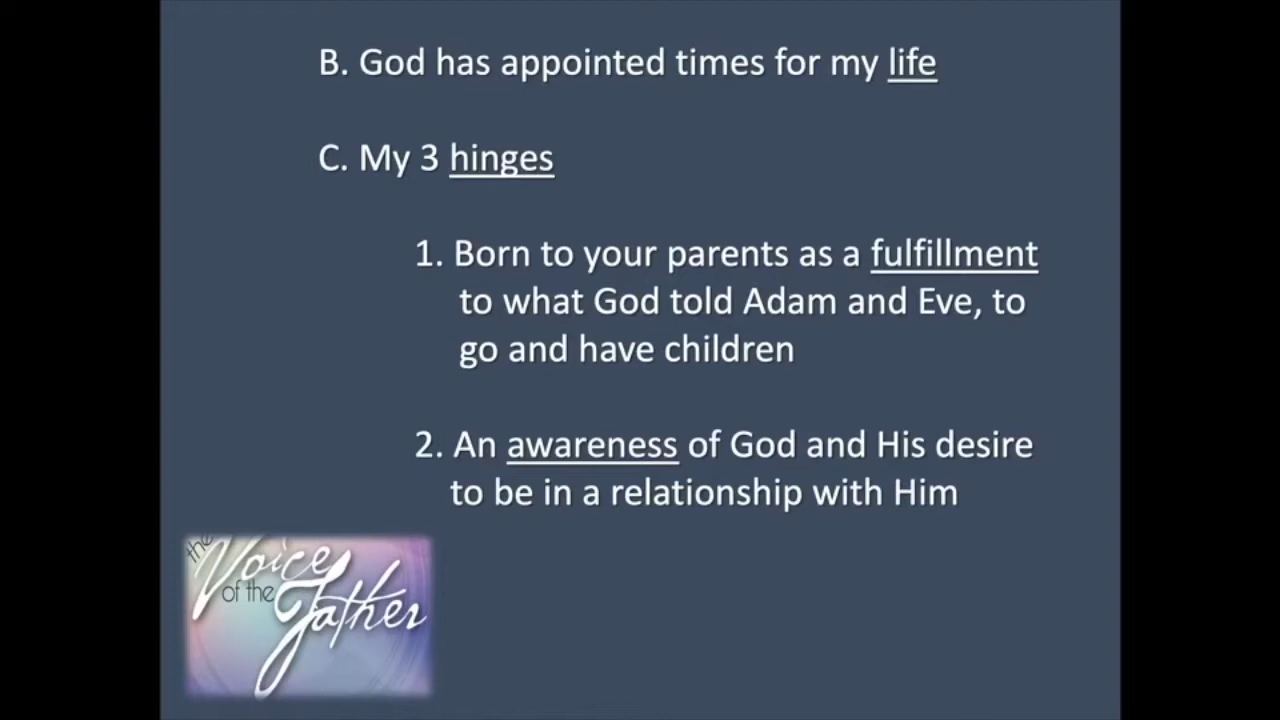 B. God has appointed times for my life
C. My 3 hinges
1. Born to your parents as a fulfillment
to what God told Adam and Eve, to
go and have children
2. An awareness of God and His desire
to be in a relationship with Him
the
Voice
of the
Father